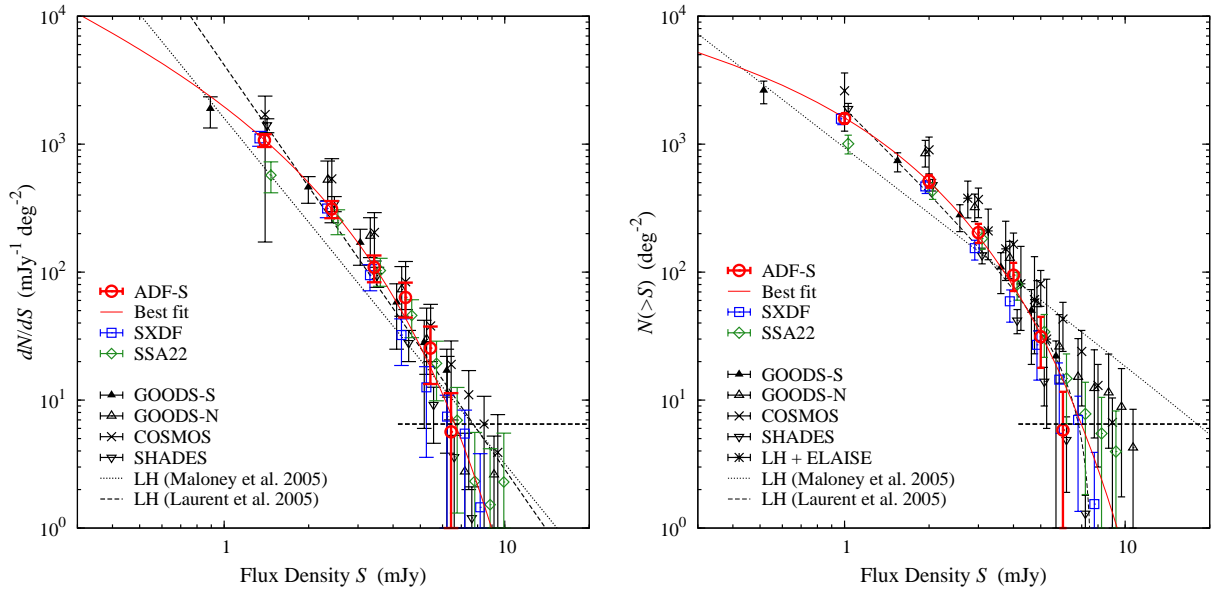 10^4
10^3
10^2
10^1
10^0
dN/dS (mJy^-1 deg^-2)
ADF-S
Best fit
SXDF
SSA22
GOODS-S
GOODS-N
COSMOS
SHADES
LH (Maloney et al. 2005)
LH (Laurent et al. 2005)
1
10
Flux Density S (mJy)
10^4
10^3
10^2
10^1
10^0
N(>S) (deg^-2)
ADF-S
Best fit
SXDF
SSA22
GOODS-S
GOODS-N
COSMOS
SHADES
LH + ELAISE
LH (Maloney et al. 2005)
LH (Laurent et al. 2005)
1
10
Flux Density S (mJy)